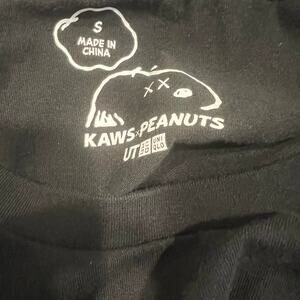 S
MADE IN
CHINA
KAWS × PEANUTS
UT UNI
QLO